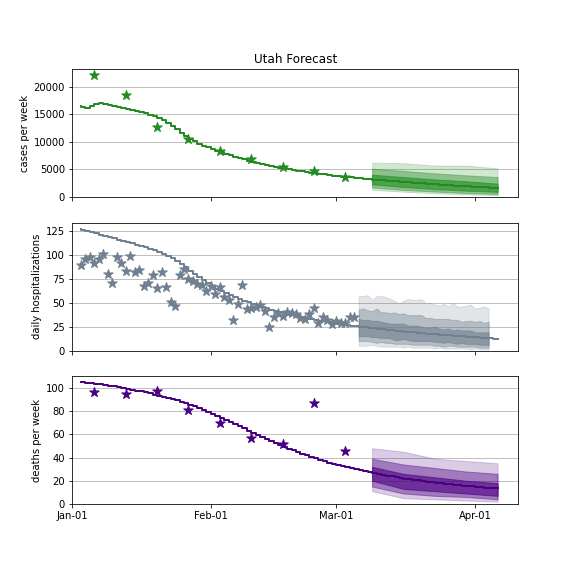 Utah Forecast
20000
15000
10000
5000
0
cases per week
125
100
75
50
25
0
daily hospitalizations
100
80
60
40
20
0
deaths per week
Jan-01
Feb-01
Mar-01
Apr-01